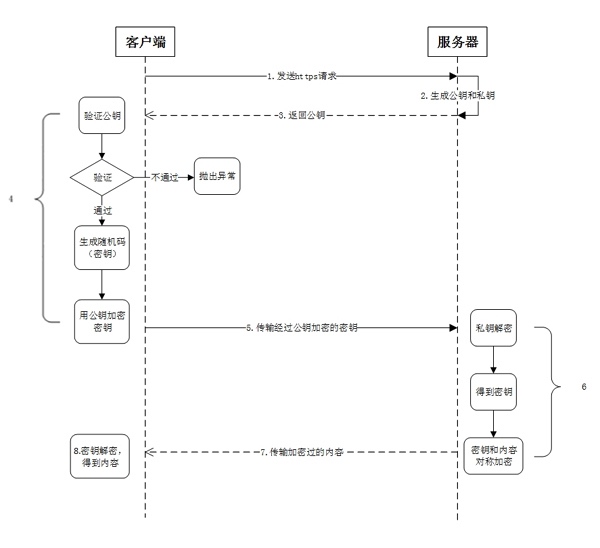 客户端
服务器
1.发送https请求
2.生成公钥和私钥
3.返回公钥
验证公钥
4
验证
不通过
抛出异常
通过
生成随机码
(密钥)
用公钥加密
密钥
5.传输经过公钥加密的密钥
私钥解密
得到密钥
6
密钥和内容
对称加密
7.传输加密过的内容
8.密钥解密,
得到内容